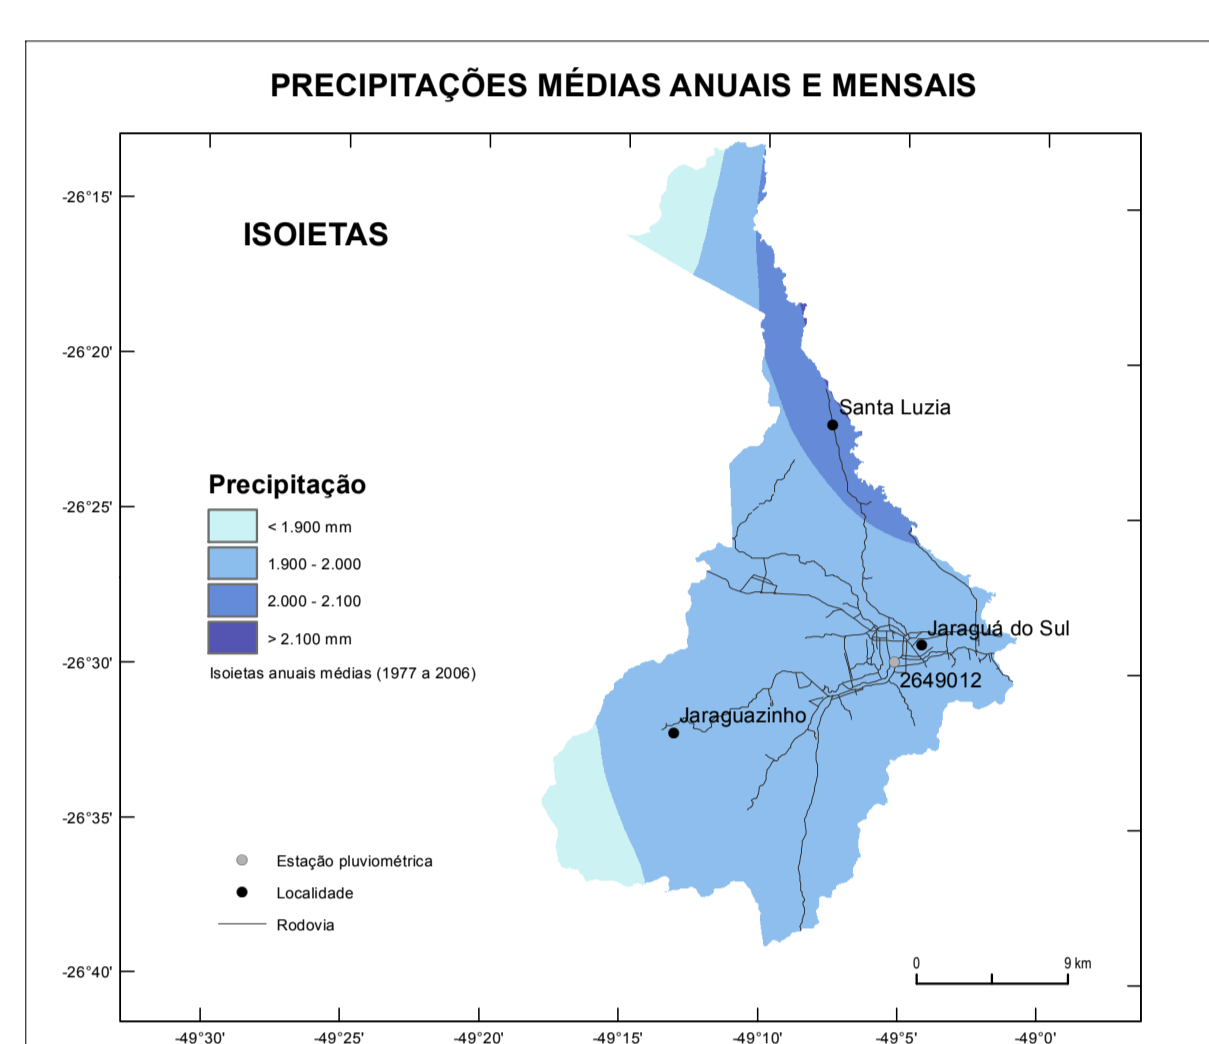 PRECIPITAÇÕES MÉDIAS ANUAIS E MENSAIS
-26°15'
ISOIETAS
-26°20'
Santa Luzia
Precipitação
-26°25'
< 1.900 mm
1.900 - 2.000
2.000 - 2.100
> 2.100 mm
Jaraguá do Sul
-26°30'
Isoietas anuais médias (1977 a 2006)
2649012
Jaraguazinho
-26°35'
Estação pluviométrica
Localidade
Rodovia
0 9 km
-26°40'
-49°30' -49°25' -49°20' -49°15' -49°10' -49°5' -49°0'